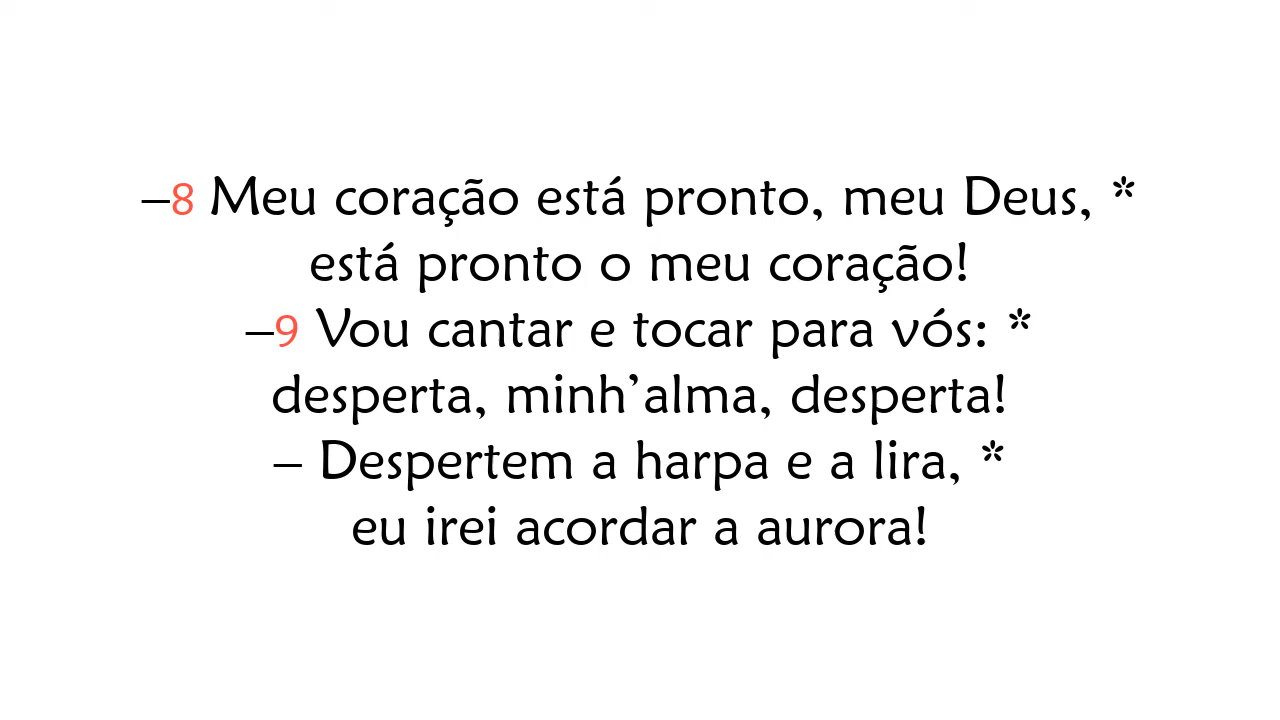 –8 Meu coração está pronto, meu Deus, *
está pronto o meu coração!
–9 Vou cantar e tocar para vós: *
desperta, minh’alma, desperta!
– Despertem a harpa e a lira, *
eu irei acordar a aurora!